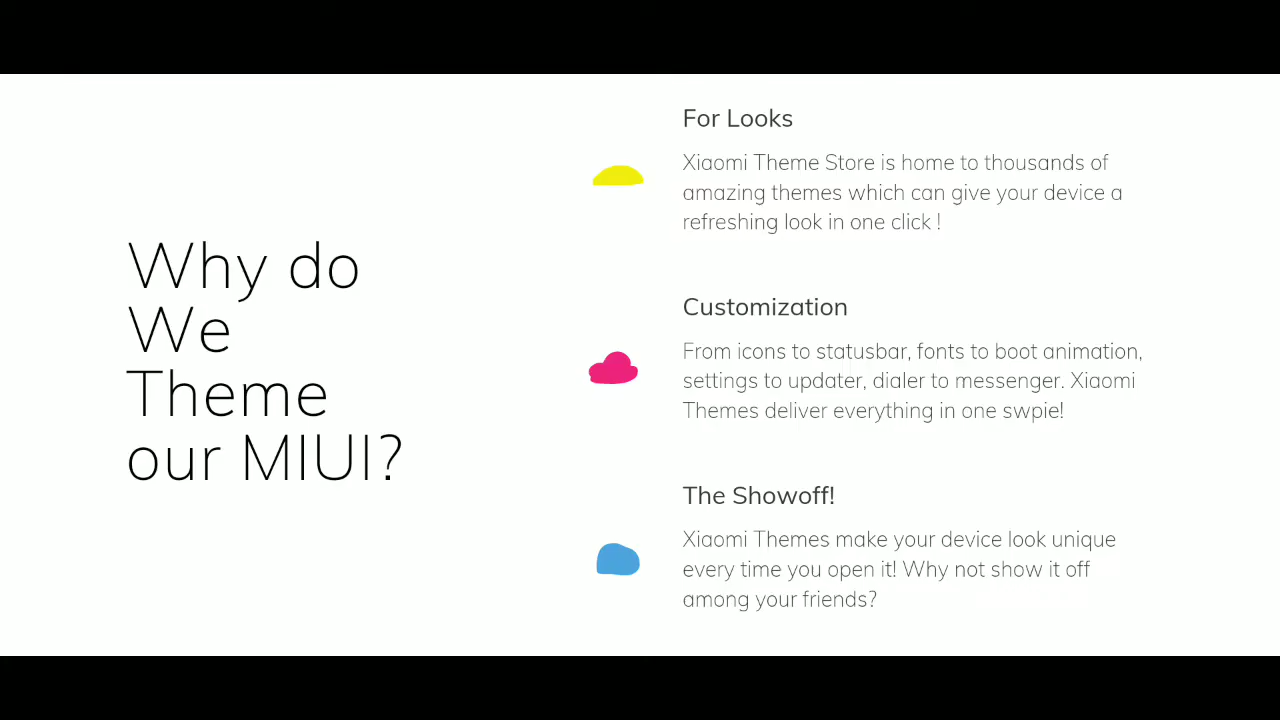 Why do
We
Theme
our MIUI?
For Looks
Xiaomi Theme Store is home to thousands of
amazing themes which can give your device a
refreshing look in one click !
Customization
From icons to statusbar, fonts to boot animation,
settings to updater, dialer to messenger. Xiaomi
Themes deliver everything in one swpie!
The Showoff!
Xiaomi Themes make your device look unique
every time you open it! Why not show it off
among your friends?